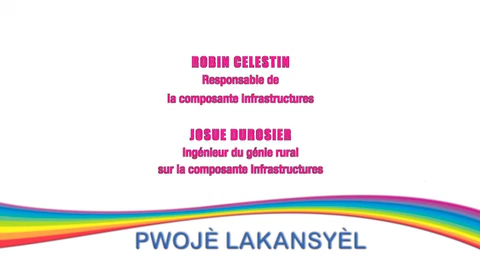 ROBIN CELESTIN
Responsable de
la composante infrastructures
JOSUE DUROSIER
Ingénieur du génie rural
sur la composante infrastructures
PWOJÈ LAKANSYÈL